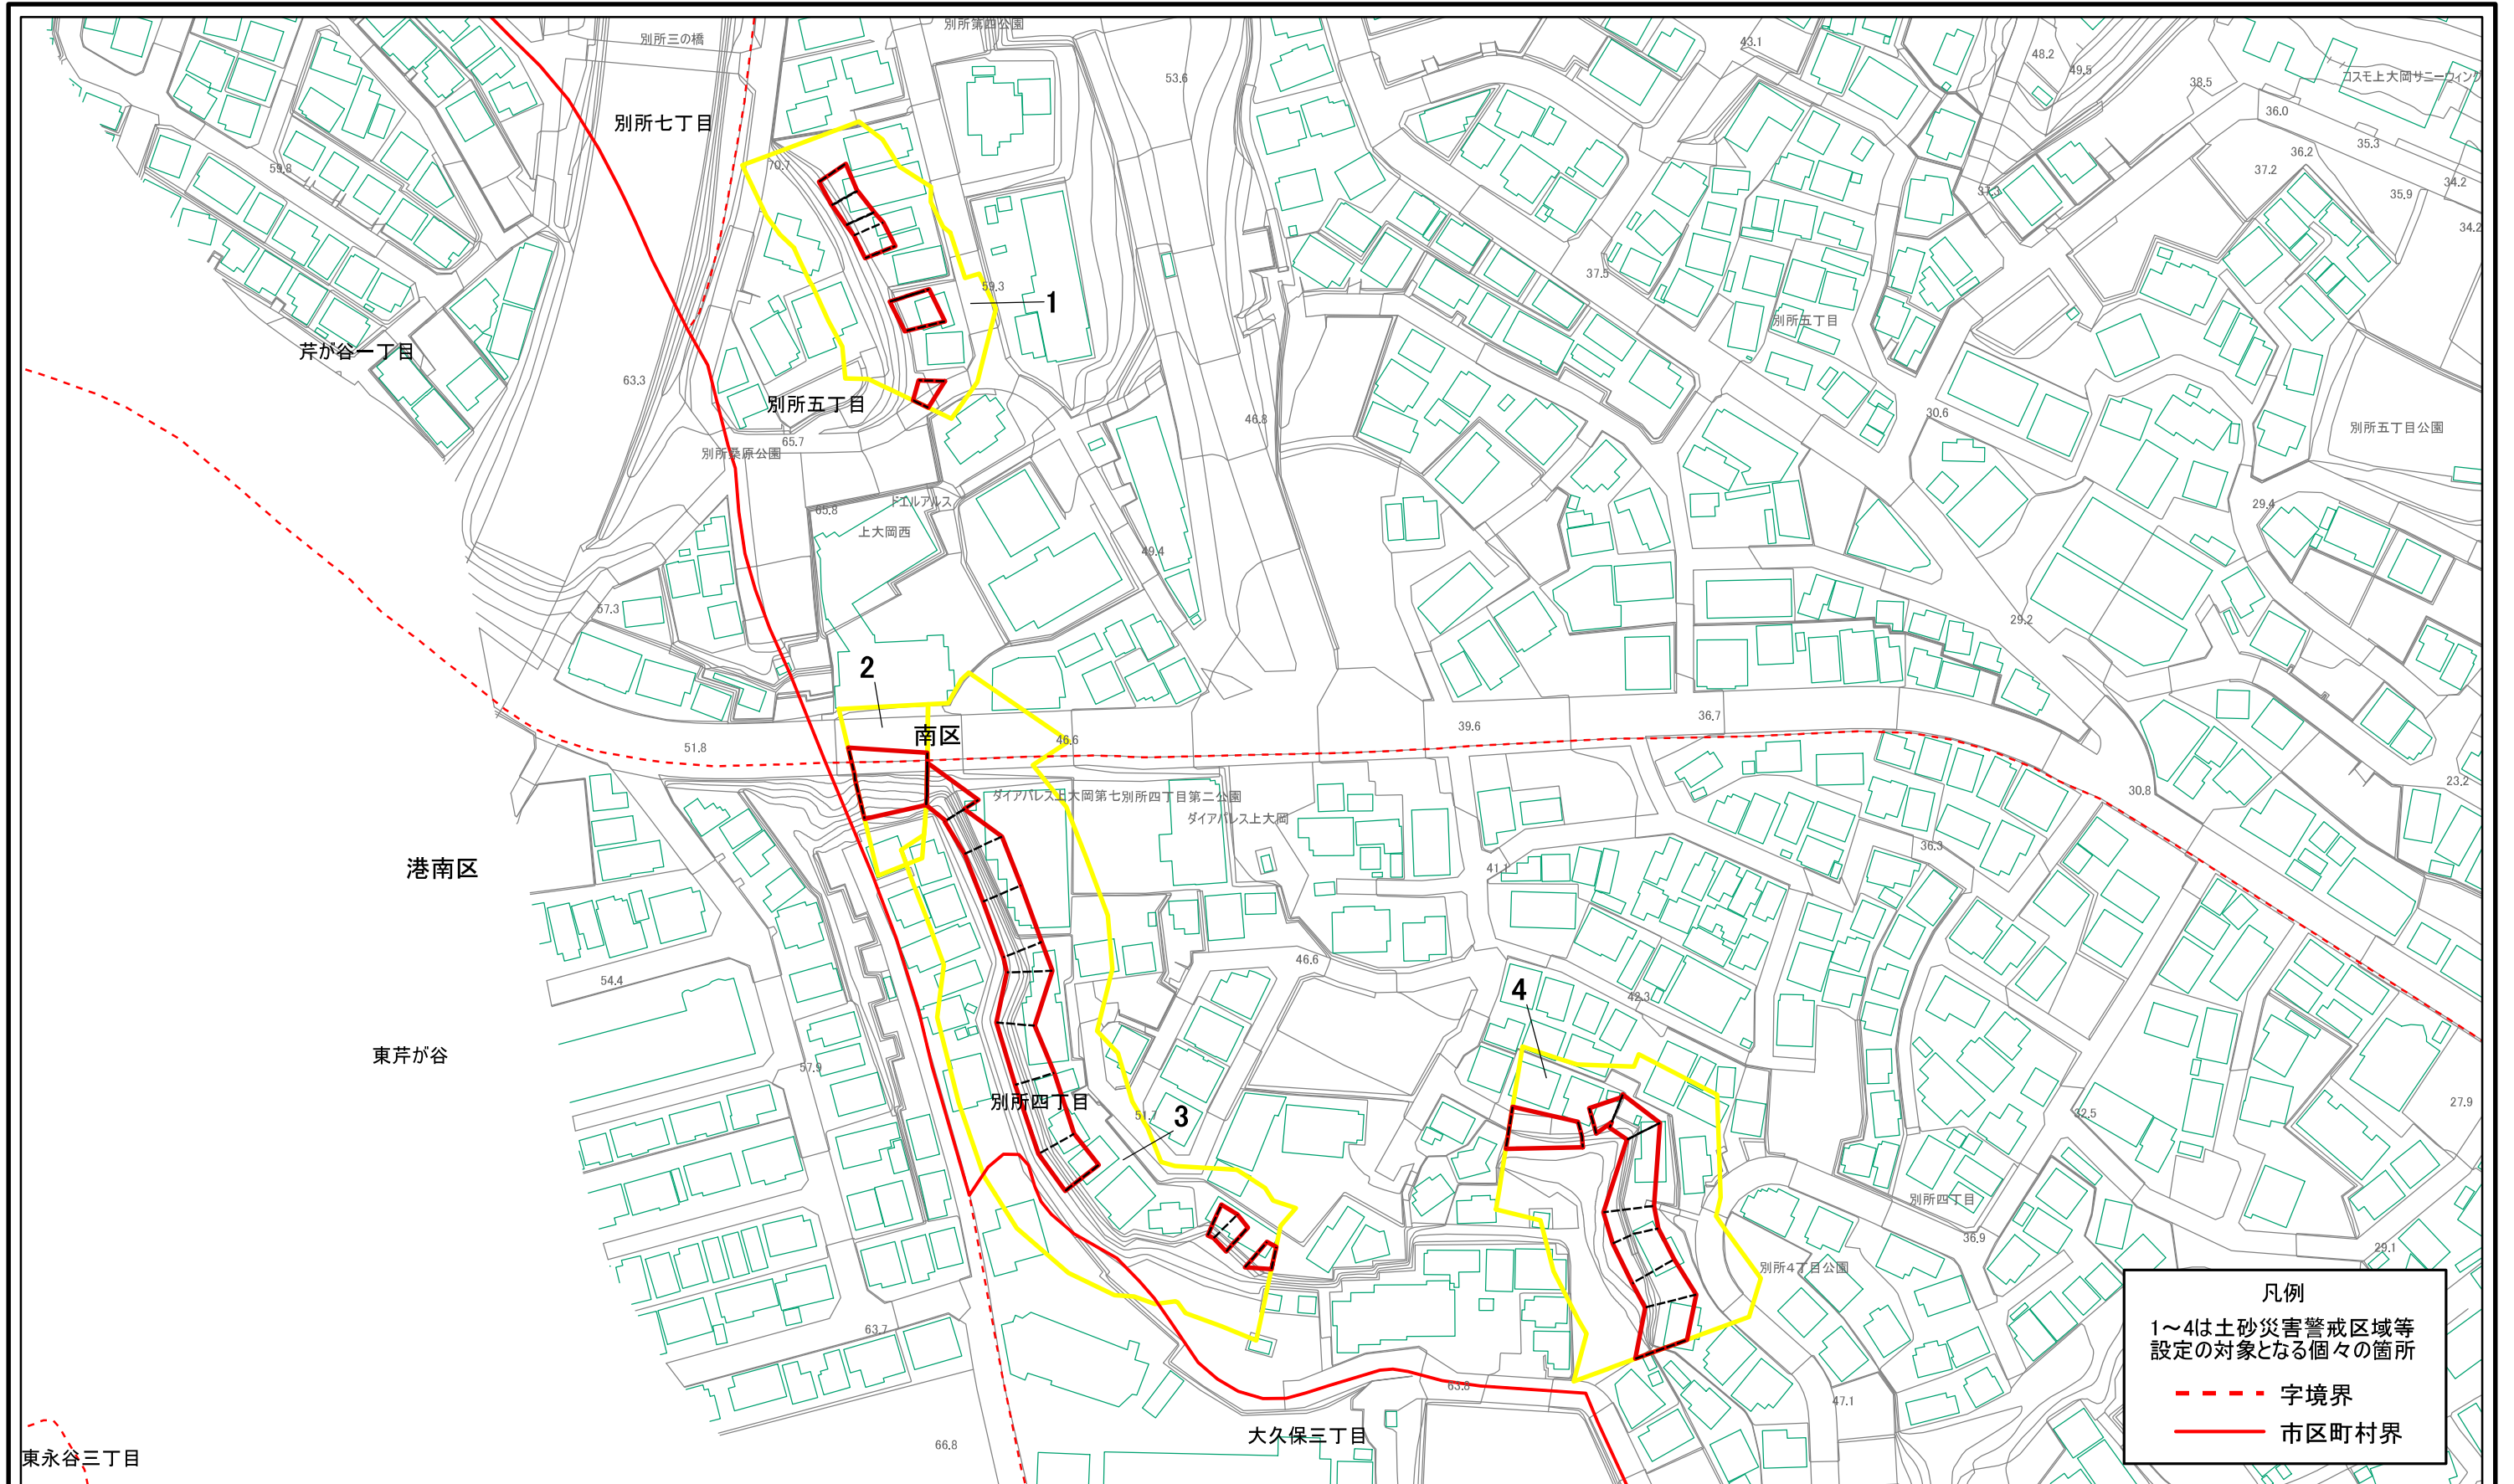 別所第四公園
別所三の橋
43.1
48.2
49.5
53.6
38.5
コスモ上大岡サニーウィング
36.0
別所七丁目
35.3
36.2
59.8
70.7
37.2
34.2
37.3
35.9
34.2
37.5
59.3
1
別所五丁目
芹が谷一丁目
63.3
別所五丁目
30.6
46.8
別所五丁目公園
65.7
別所桑原公園
ドエルアルス
上大岡西
65.8
29.4
49.4
57.3
29.2
2
36.7
39.6
南区
46.6
51.8
23.2
30.8
ダイアパレス上大岡第七
別所四丁目第二公園
ダイアパレス上大岡
36.3
港南区
41.1
46.6
54.4
4
42.3
東芹が谷
57.9
別所四丁目
51.7
3
32.5
27.9
別所四丁目
36.9
29.1
別所4丁目公園
凡例
1～4は土砂災害警戒区域等
設定の対象となる個々の箇所
字境界
市区町村界
63.7
63.8
47.1
大久保三丁目
66.8
東永谷三丁目